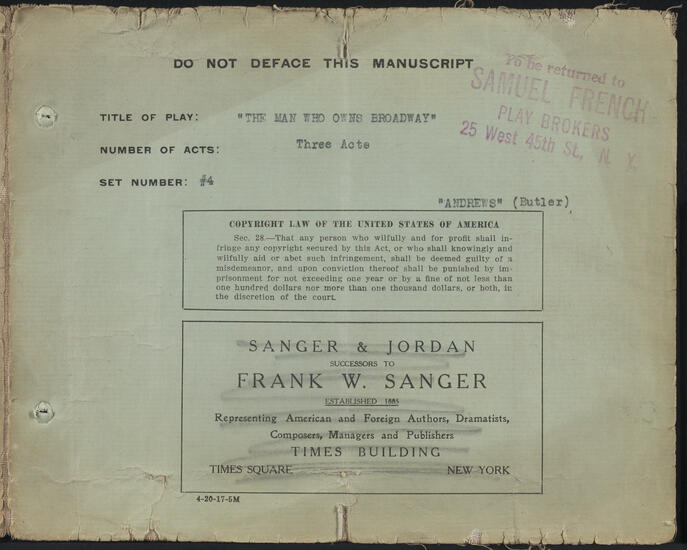 DO NOT DEFACE THIS MANUSCRIPT
To be returned to
SAMUEL FRENCH
PLAY BROKERS
25 West 45th St, N. Y.
TITLE OF PLAY: "THE MAN WHO OWNS BROADWAY"
NUMBER OF ACTS: Three Acts
SET NUMBER: #4
"ANDREWS" (Butler)
COPYRIGHT LAW OF THE UNITED STATES OF AMERICA
Sec. 28.—That any person who wilfully and for profit shall in-
fringe any copyright secured by this Act, or who shall knowingly and
wilfully aid or abet such infringement, shall be deemed guilty of a
misdemeanor, and upon conviction thereof shall be punished by im-
prisonment for not exceeding one year or by a fine of not less than
one hundred dollars nor more than one thousand dollars, or both, in
the discretion of the court.
SANGER & JORDAN
SUCCESSORS TO
FRANK W. SANGER
ESTABLISHED 1885
Representing American and Foreign Authors, Dramatists,
Composers, Managers and Publishers
TIMES BUILDING
TIMES SQUARE NEW YORK
4-20-17-5M